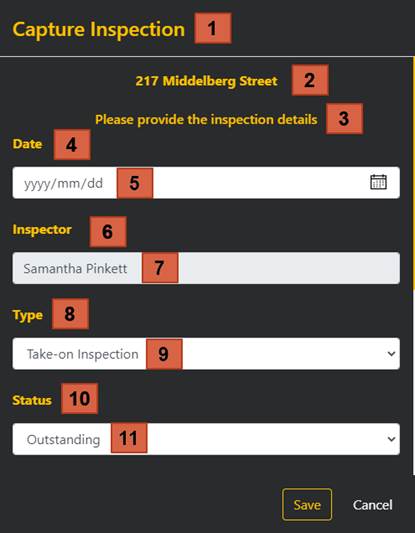 Capture Inspection 1
217 Middelberg Street 2
Please provide the inspection details 3
Date 4
yyyy/mm/dd 5
Inspector 6
Samantha Pinkett 7
Type 8
Take-on Inspection 9
Status 10
Outstanding 11
Save Cancel